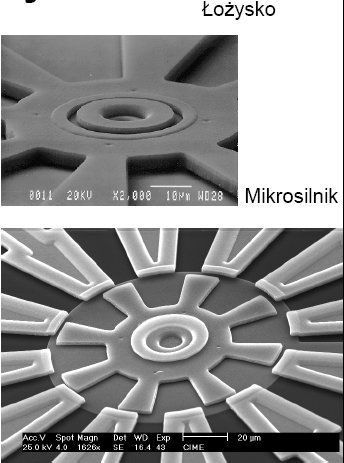 Łożysko
0011 20KV X2,000 10µm WD28
Mikrosilnik
Acc.V Spot Magn Det WD Exp 20 µm
25.0 kV 4.0 1626x SE 16.4 43 CIME